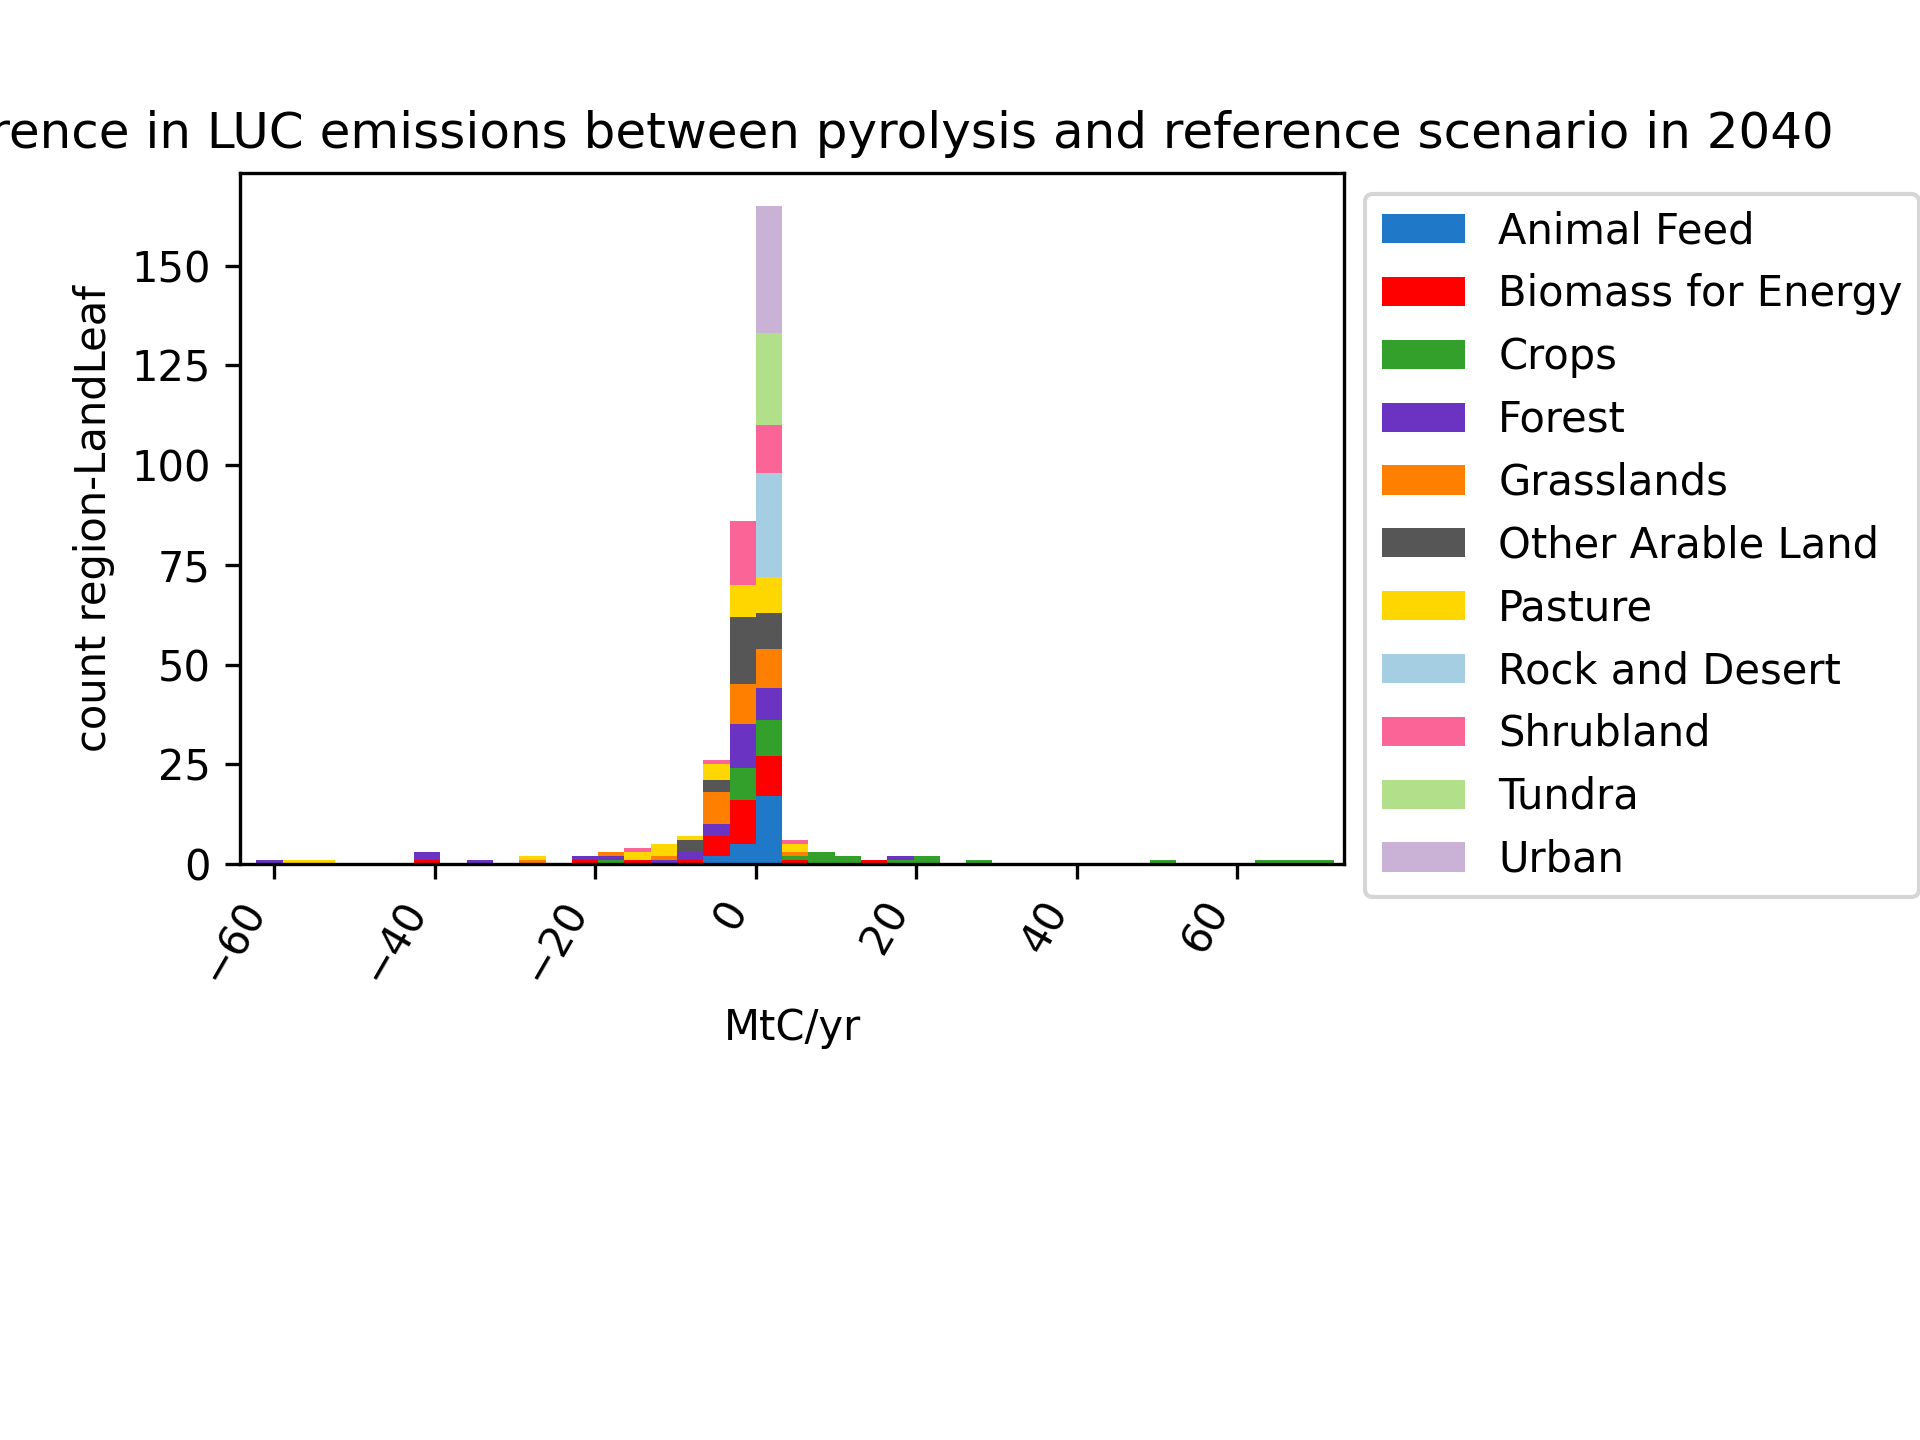 rence in LUC emissions between pyrolysis and reference scenario in 2040
count region-LandLeaf
150
125
100
75
50
25
0
−60
−40
−20
0
20
40
60
MtC/yr
Animal Feed
Biomass for Energy
Crops
Forest
Grasslands
Other Arable Land
Pasture
Rock and Desert
Shrubland
Tundra
Urban